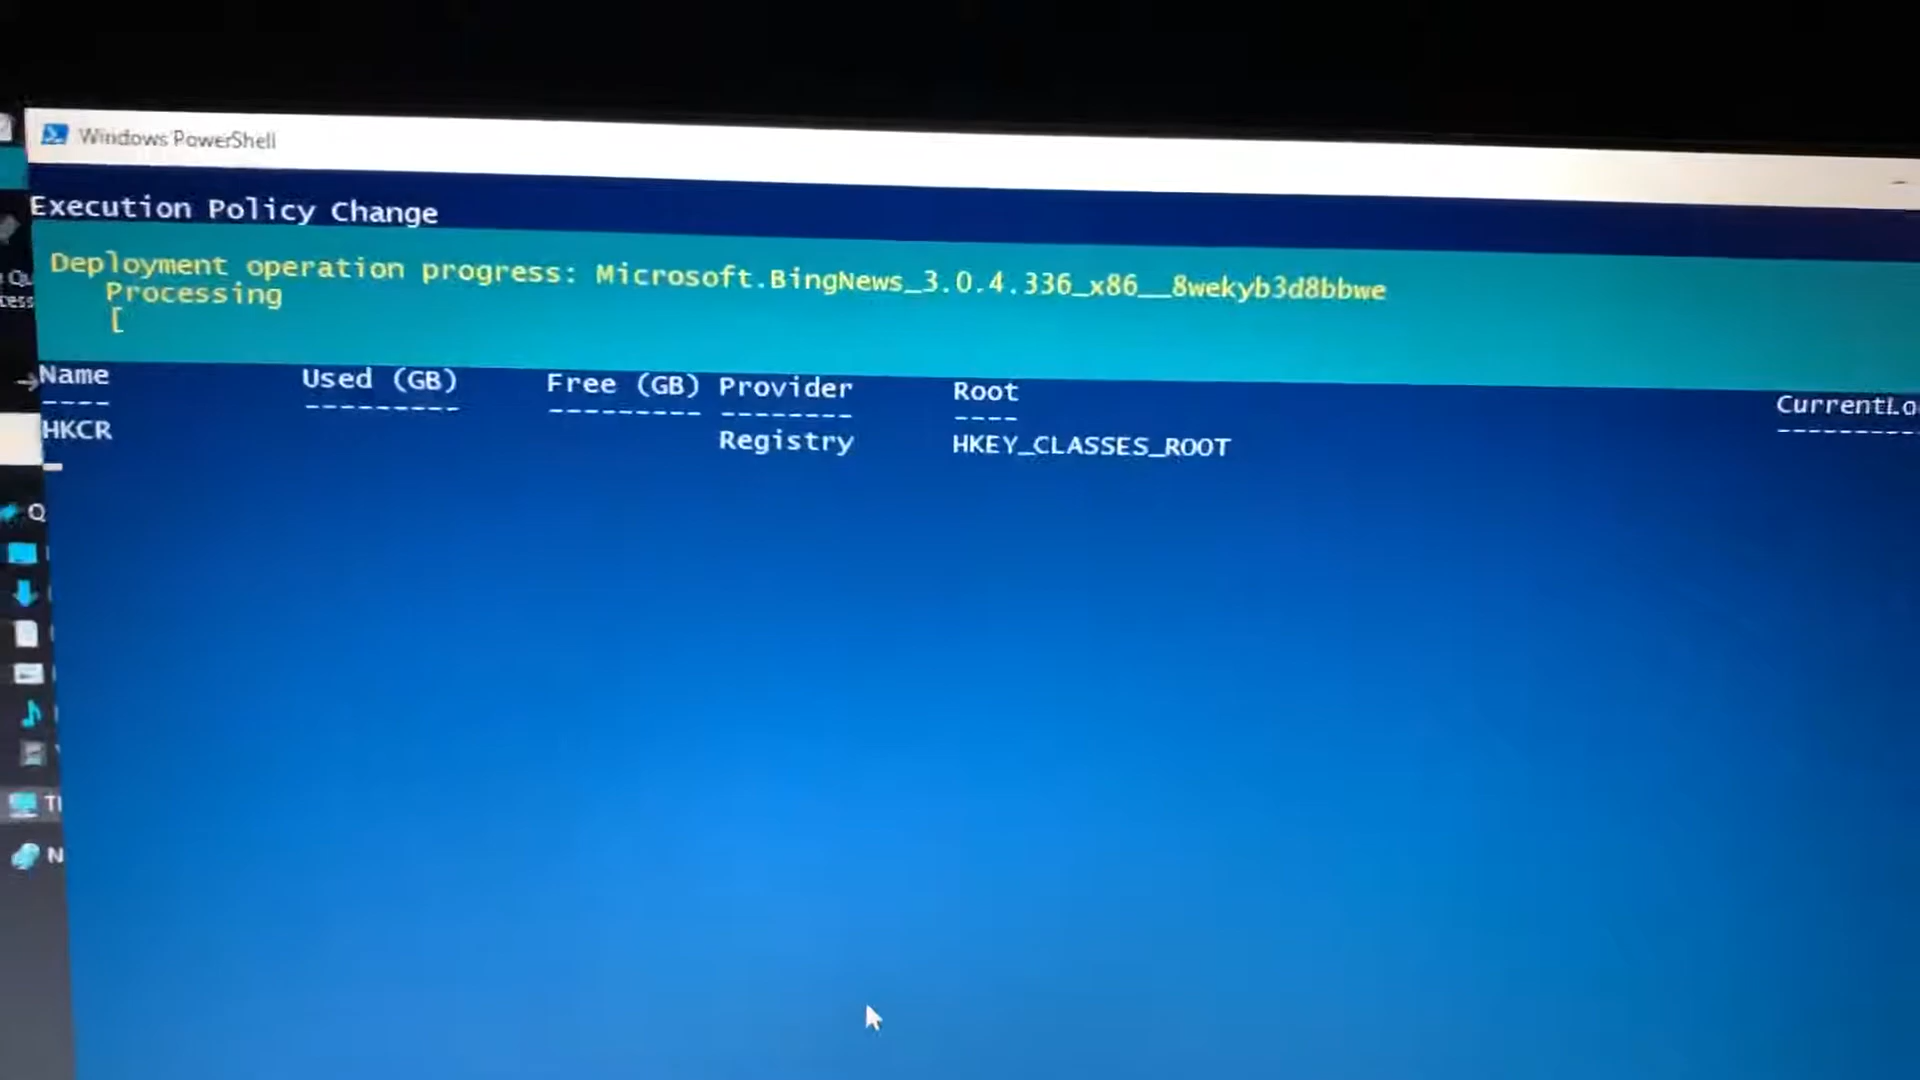 Windows PowerShell
Execution Policy Change
Deployment operation progress: Microsoft.BingNews_3.0.4.336_x86__8wekyb3d8bbwe
Processing
[
Name Used (GB) Free (GB) Provider Root CurrentLo
---- --------- --------- -------- ---- ---------
HKCR Registry HKEY_CLASSES_ROOT